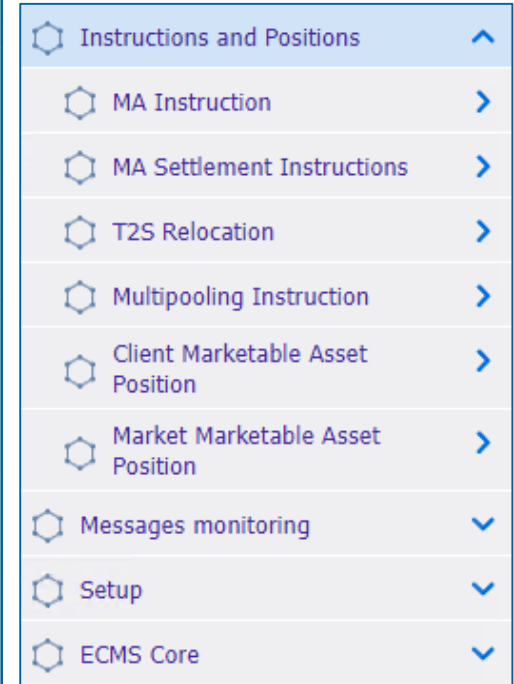 Instructions and Positions
MA Instruction
MA Settlement Instructions
T2S Relocation
Multipooling Instruction
Client Marketable Asset
Position
Market Marketable Asset
Position
Messages monitoring
Setup
ECMS Core